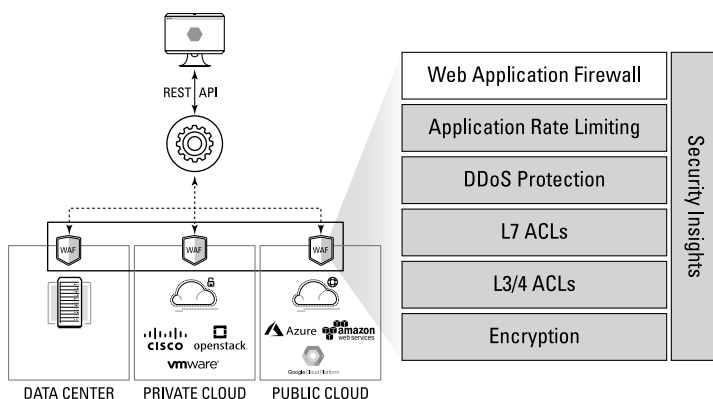 REST API
WAF
WAF
WAF
CISCO
openstack.
vmware®
Azure
amazon
web services
Google Cloud Platform
DATA CENTER
PRIVATE CLOUD
PUBLIC CLOUD
Web Application Firewall
Application Rate Limiting
DDoS Protection
L7 ACLs
L3/4 ACLs
Encryption
Security Insights